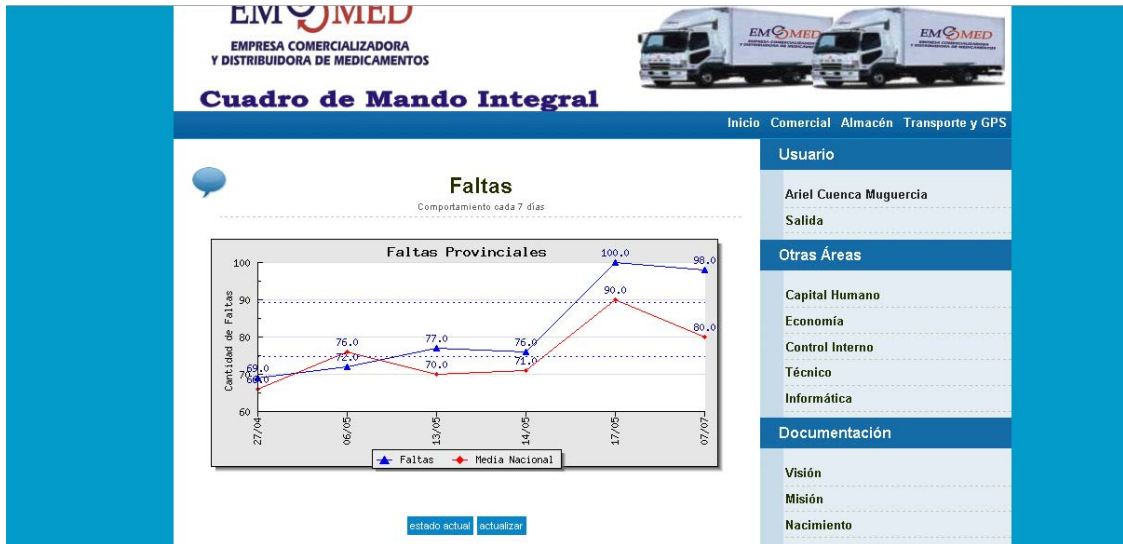 EMCOMED
EMPRESA COMERCIALIZADORA
Y DISTRIBUIDORA DE MEDICAMENTOS
Cuadro de Mando Integral
EMCOMED
EMCOMED
Inicio Comercial Almacén Transporte y GPS
Faltas
Comportamiento cada 7 días
Faltas Provinciales
Cantidad de Faltas
100
90
80
70
60
69.0
72.0
77.0
76.0
100.0
98.0
76.0
70.0
71.0
90.0
80.0
27/04
06/05
13/05
14/05
17/05
07/07
Faltas
Media Nacional
estado actual
actualizar
Usuario
Ariel Cuenca Muguercia
Salida
Otras Áreas
Capital Humano
Economía
Control Interno
Técnico
Informática
Documentación
Visión
Misión
Nacimiento